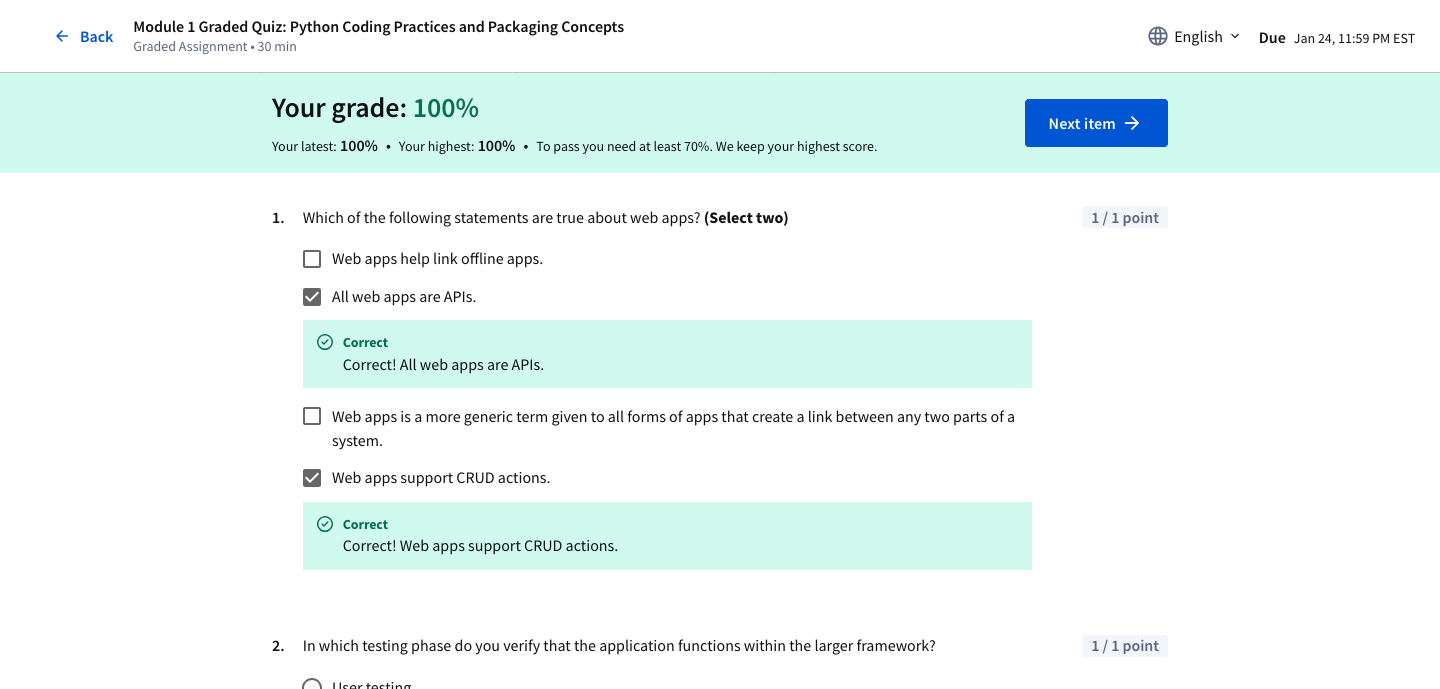 Back
Module 1 Graded Quiz: Python Coding Practices and Packaging Concepts
Graded Assignment • 30 min
English
Due Jan 24, 11:59 PM EST
Your grade: 100%
Your latest: 100% • Your highest: 100% • To pass you need at least 70%. We keep your highest score.
Next item
1. Which of the following statements are true about web apps? (Select two)
1 / 1 point
Web apps help link offline apps.
All web apps are APIs.
Correct
Correct! All web apps are APIs.
Web apps is a more generic term given to all forms of apps that create a link between any two parts of a
system.
Web apps support CRUD actions.
Correct
Correct! Web apps support CRUD actions.
2. In which testing phase do you verify that the application functions within the larger framework?
1 / 1 point
User testing